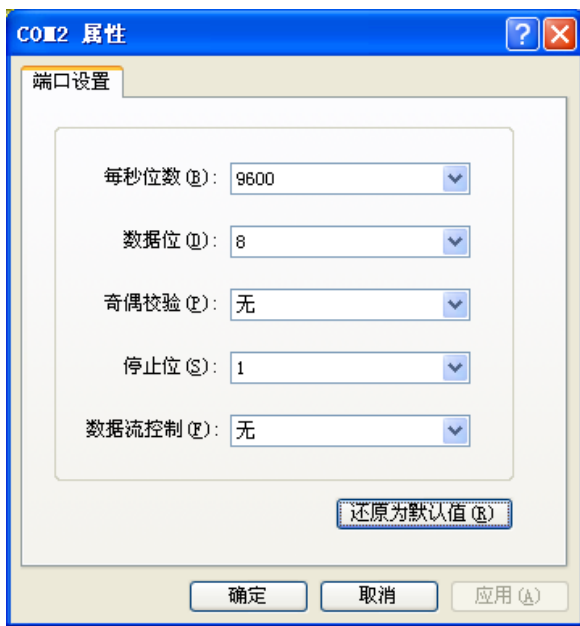 COM2 属性
端口设置
每秒位数(B): 9600
数据位(D): 8
奇偶校验(P): 无
停止位(S): 1
数据流控制(F): 无
还原为默认值(R)
确定 取消 应用(A)